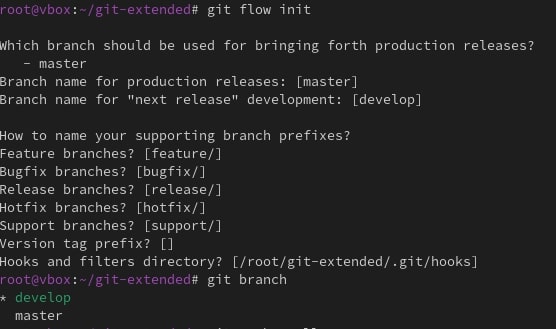 root@vbox:~/git-extended# git flow init
Which branch should be used for bringing forth production releases?
- master
Branch name for production releases: [master]
Branch name for "next release" development: [develop]
How to name your supporting branch prefixes?
Feature branches? [feature/]
Bugfix branches? [bugfix/]
Release branches? [release/]
Hotfix branches? [hotfix/]
Support branches? [support/]
Version tag prefix? []
Hooks and filters directory? [/root/git-extended/.git/hooks]
root@vbox:~/git-extended# git branch
* develop
master